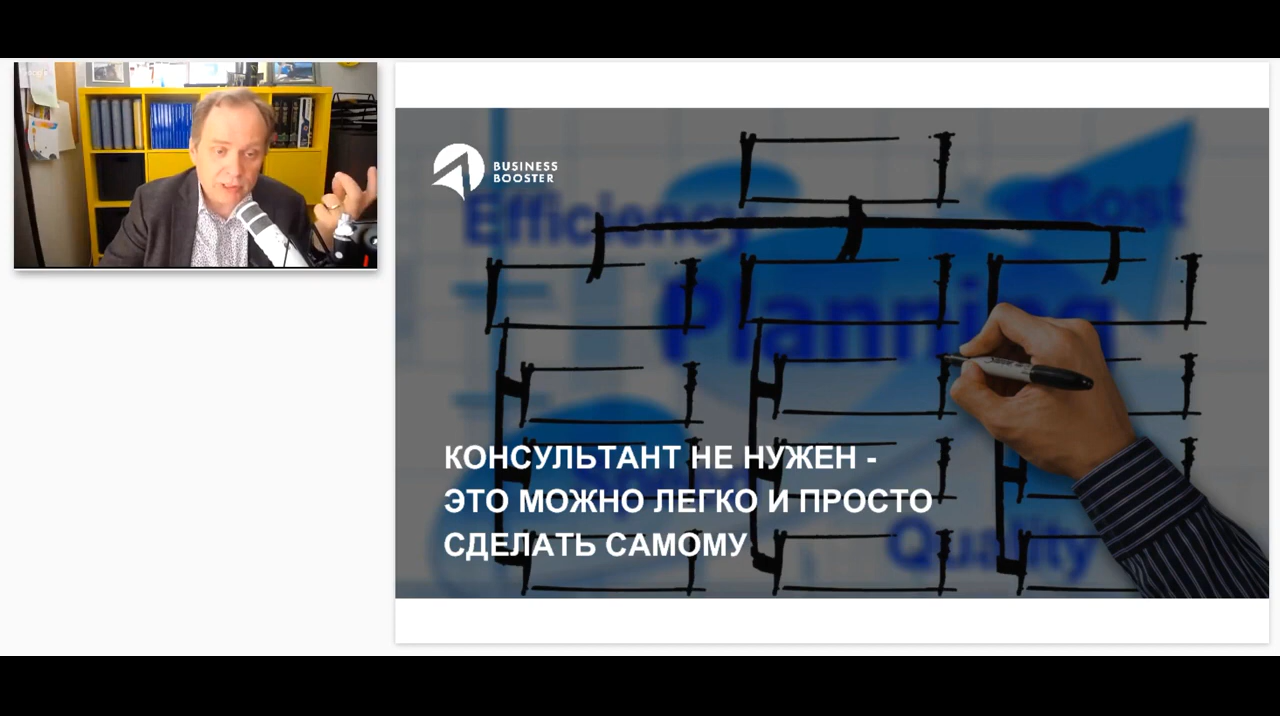 BUSINESS
BOOSTER
Efficiency
Cost
Planning
КОНСУЛЬТАНТ НЕ НУЖЕН -
ЭТО МОЖНО ЛЕГКО И ПРОСТО
СДЕЛАТЬ САМОМУ
Quality